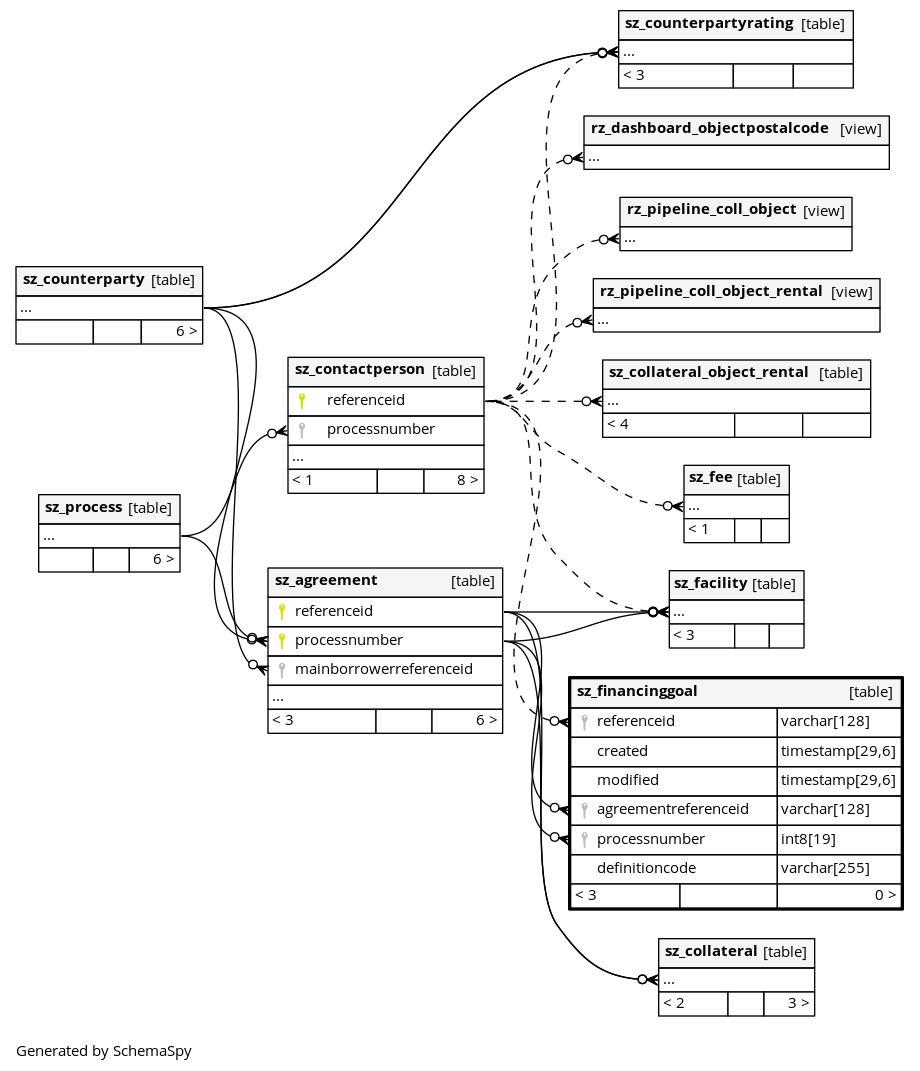 sz_counterpartyrating [table]
...
< 3
rz_dashboard_objectpostalcode [view]
...
rz_pipeline_coll_object [view]
...
sz_counterparty [table]
...
6 >
rz_pipeline_coll_object_rental [view]
...
sz_contactperson [table]
referenceid
processnumber
...
< 1 8 >
sz_collateral_object_rental [table]
...
< 4
sz_fee [table]
...
< 1
sz_process [table]
...
6 >
sz_agreement [table]
referenceid
processnumber
mainborrowerreferenceid
...
< 3 6 >
sz_facility [table]
...
< 3
sz_financinggoal [table]
referenceid varchar[128]
created timestamp[29,6]
modified timestamp[29,6]
agreementreferenceid varchar[128]
processnumber int8[19]
definitioncode varchar[255]
< 3 0 >
sz_collateral [table]
...
< 2 3 >
Generated by SchemaSpy